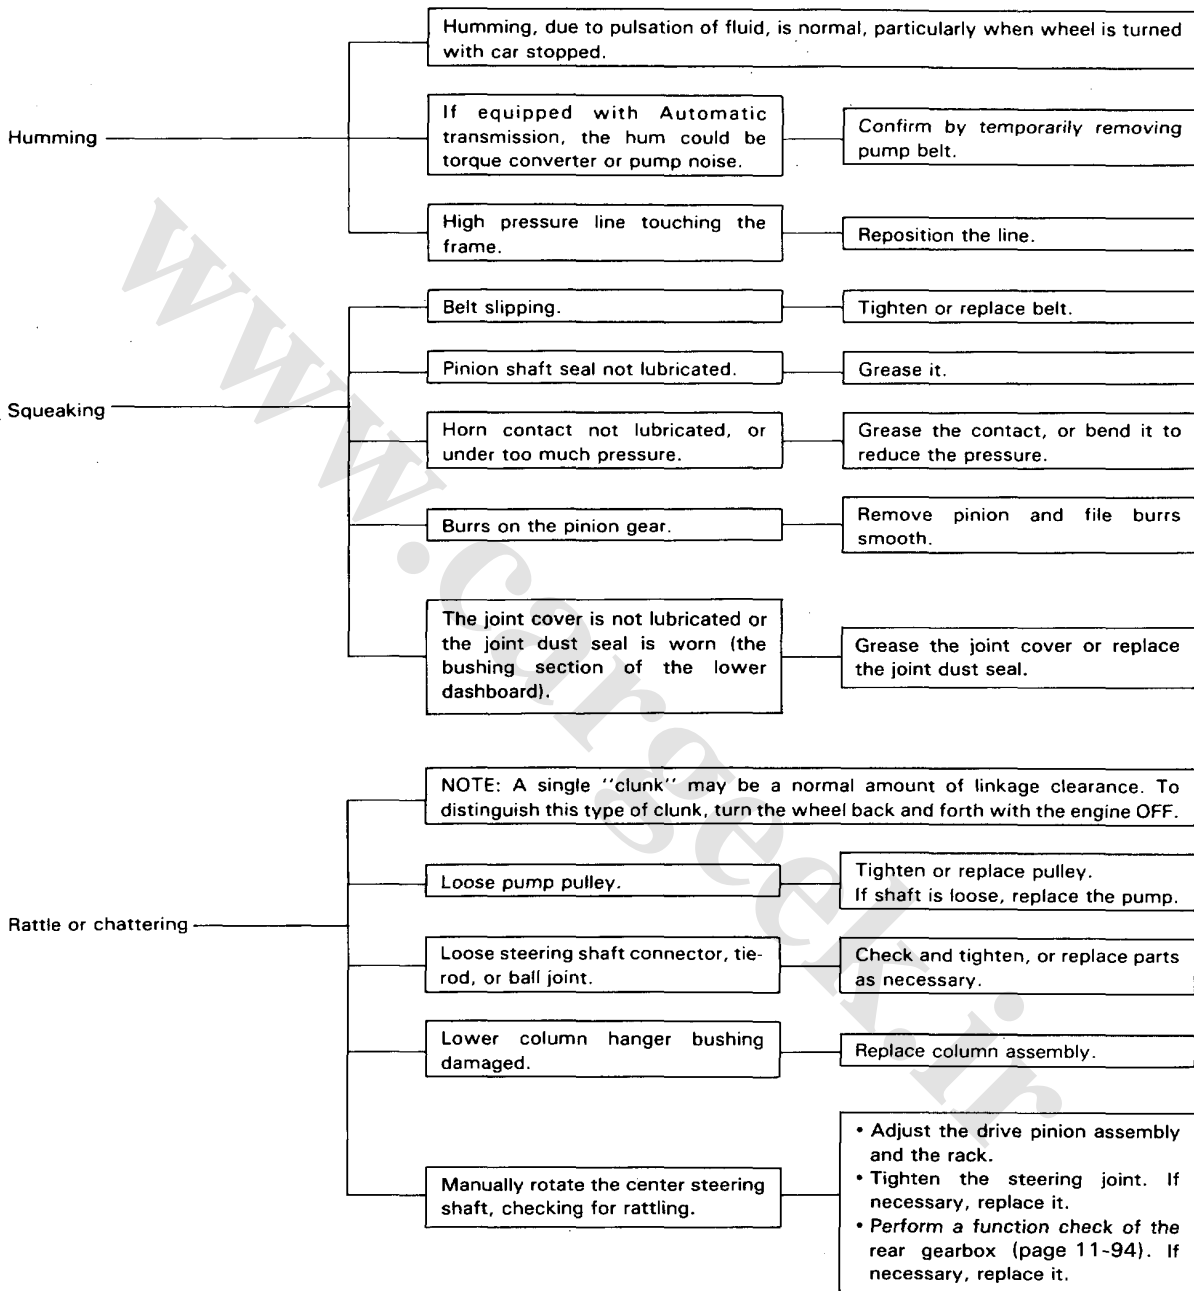 Humming
Humming, due to pulsation of fluid, is normal, particularly when wheel is turned
with car stopped.
If equipped with Automatic
transmission, the hum could be
torque converter or pump noise.
Confirm by temporarily removing
pump belt.
High pressure line touching the
frame.
Reposition the line.
Squeaking
Belt slipping.
Tighten or replace belt.
Pinion shaft seal not lubricated.
Grease it.
Horn contact not lubricated, or
under too much pressure.
Grease the contact, or bend it to
reduce the pressure.
Burrs on the pinion gear.
Remove pinion and file burrs
smooth.
The joint cover is not lubricated or
the joint dust seal is worn (the
bushing section of the lower
dashboard).
Grease the joint cover or replace
the joint dust seal.
Rattle or chattering
NOTE: A single ''clunk'' may be a normal amount of linkage clearance. To
distinguish this type of clunk, turn the wheel back and forth with the engine OFF.
Loose pump pulley.
Tighten or replace pulley.
If shaft is loose, replace the pump.
Loose steering shaft connector, tie-
rod, or ball joint.
Check and tighten, or replace parts
as necessary.
Lower column hanger bushing
damaged.
Replace column assembly.
Manually rotate the center steering
shaft, checking for rattling.
• Adjust the drive pinion assembly
and the rack.
• Tighten the steering joint. If
necessary, replace it.
• Perform a function check of the
rear gearbox (page 11-94). If
necessary, replace it.
www.cargeek.ir